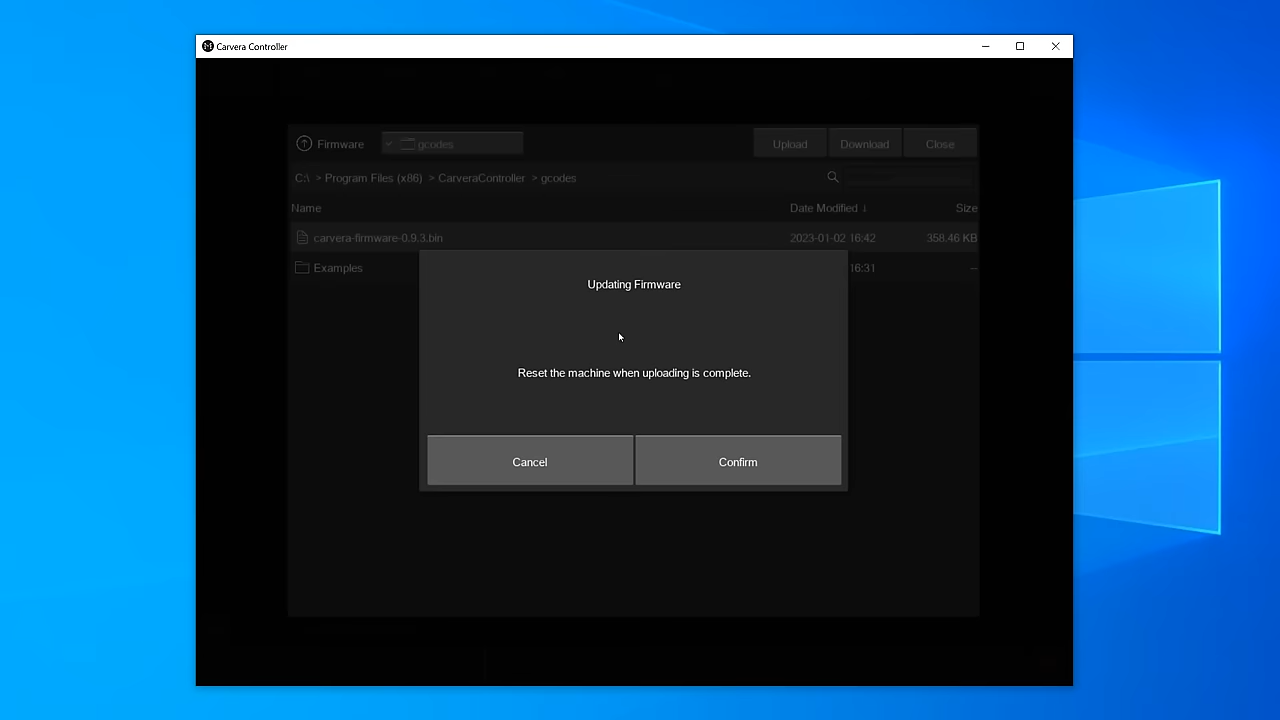 Carvera Controller
Firmware
gcodes
Upload
Download
Close
C:\ > Program Files (x86) > CarveraController > gcodes
Name
Date Modified ↓
Size
carvera-firmware-0.9.3.bin
2023-01-02 16:42
358.46 KB
Examples
16:31
--
Updating Firmware
Reset the machine when uploading is complete.
Cancel
Confirm